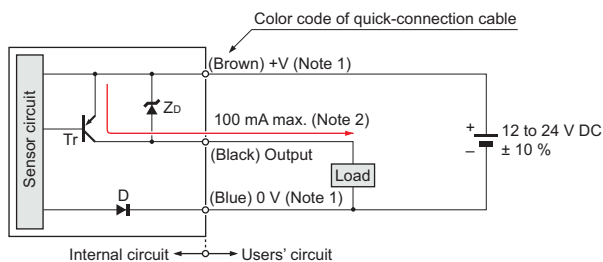 Color code of quick-connection cable
(Brown) +V (Note 1)
Sensor circuit
Tr
ZD
100 mA max. (Note 2)
+
12 to 24 V DC
–
± 10 %
(Black) Output
Load
D
(Blue) 0 V (Note 1)
Internal circuit
Users' circuit